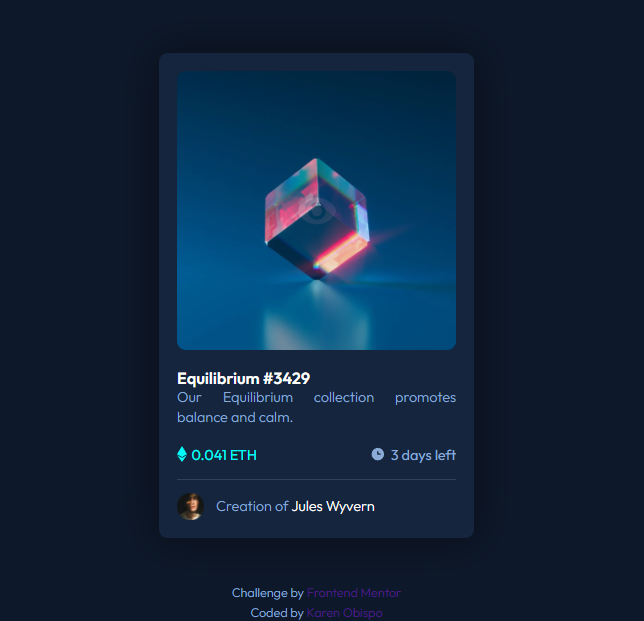 Equilibrium #3429
Our Equilibrium collection promotes
balance and calm.
0.041 ETH
3 days left
Creation of Jules Wyvern
Challenge by Frontend Mentor
Coded by Karen Obispo